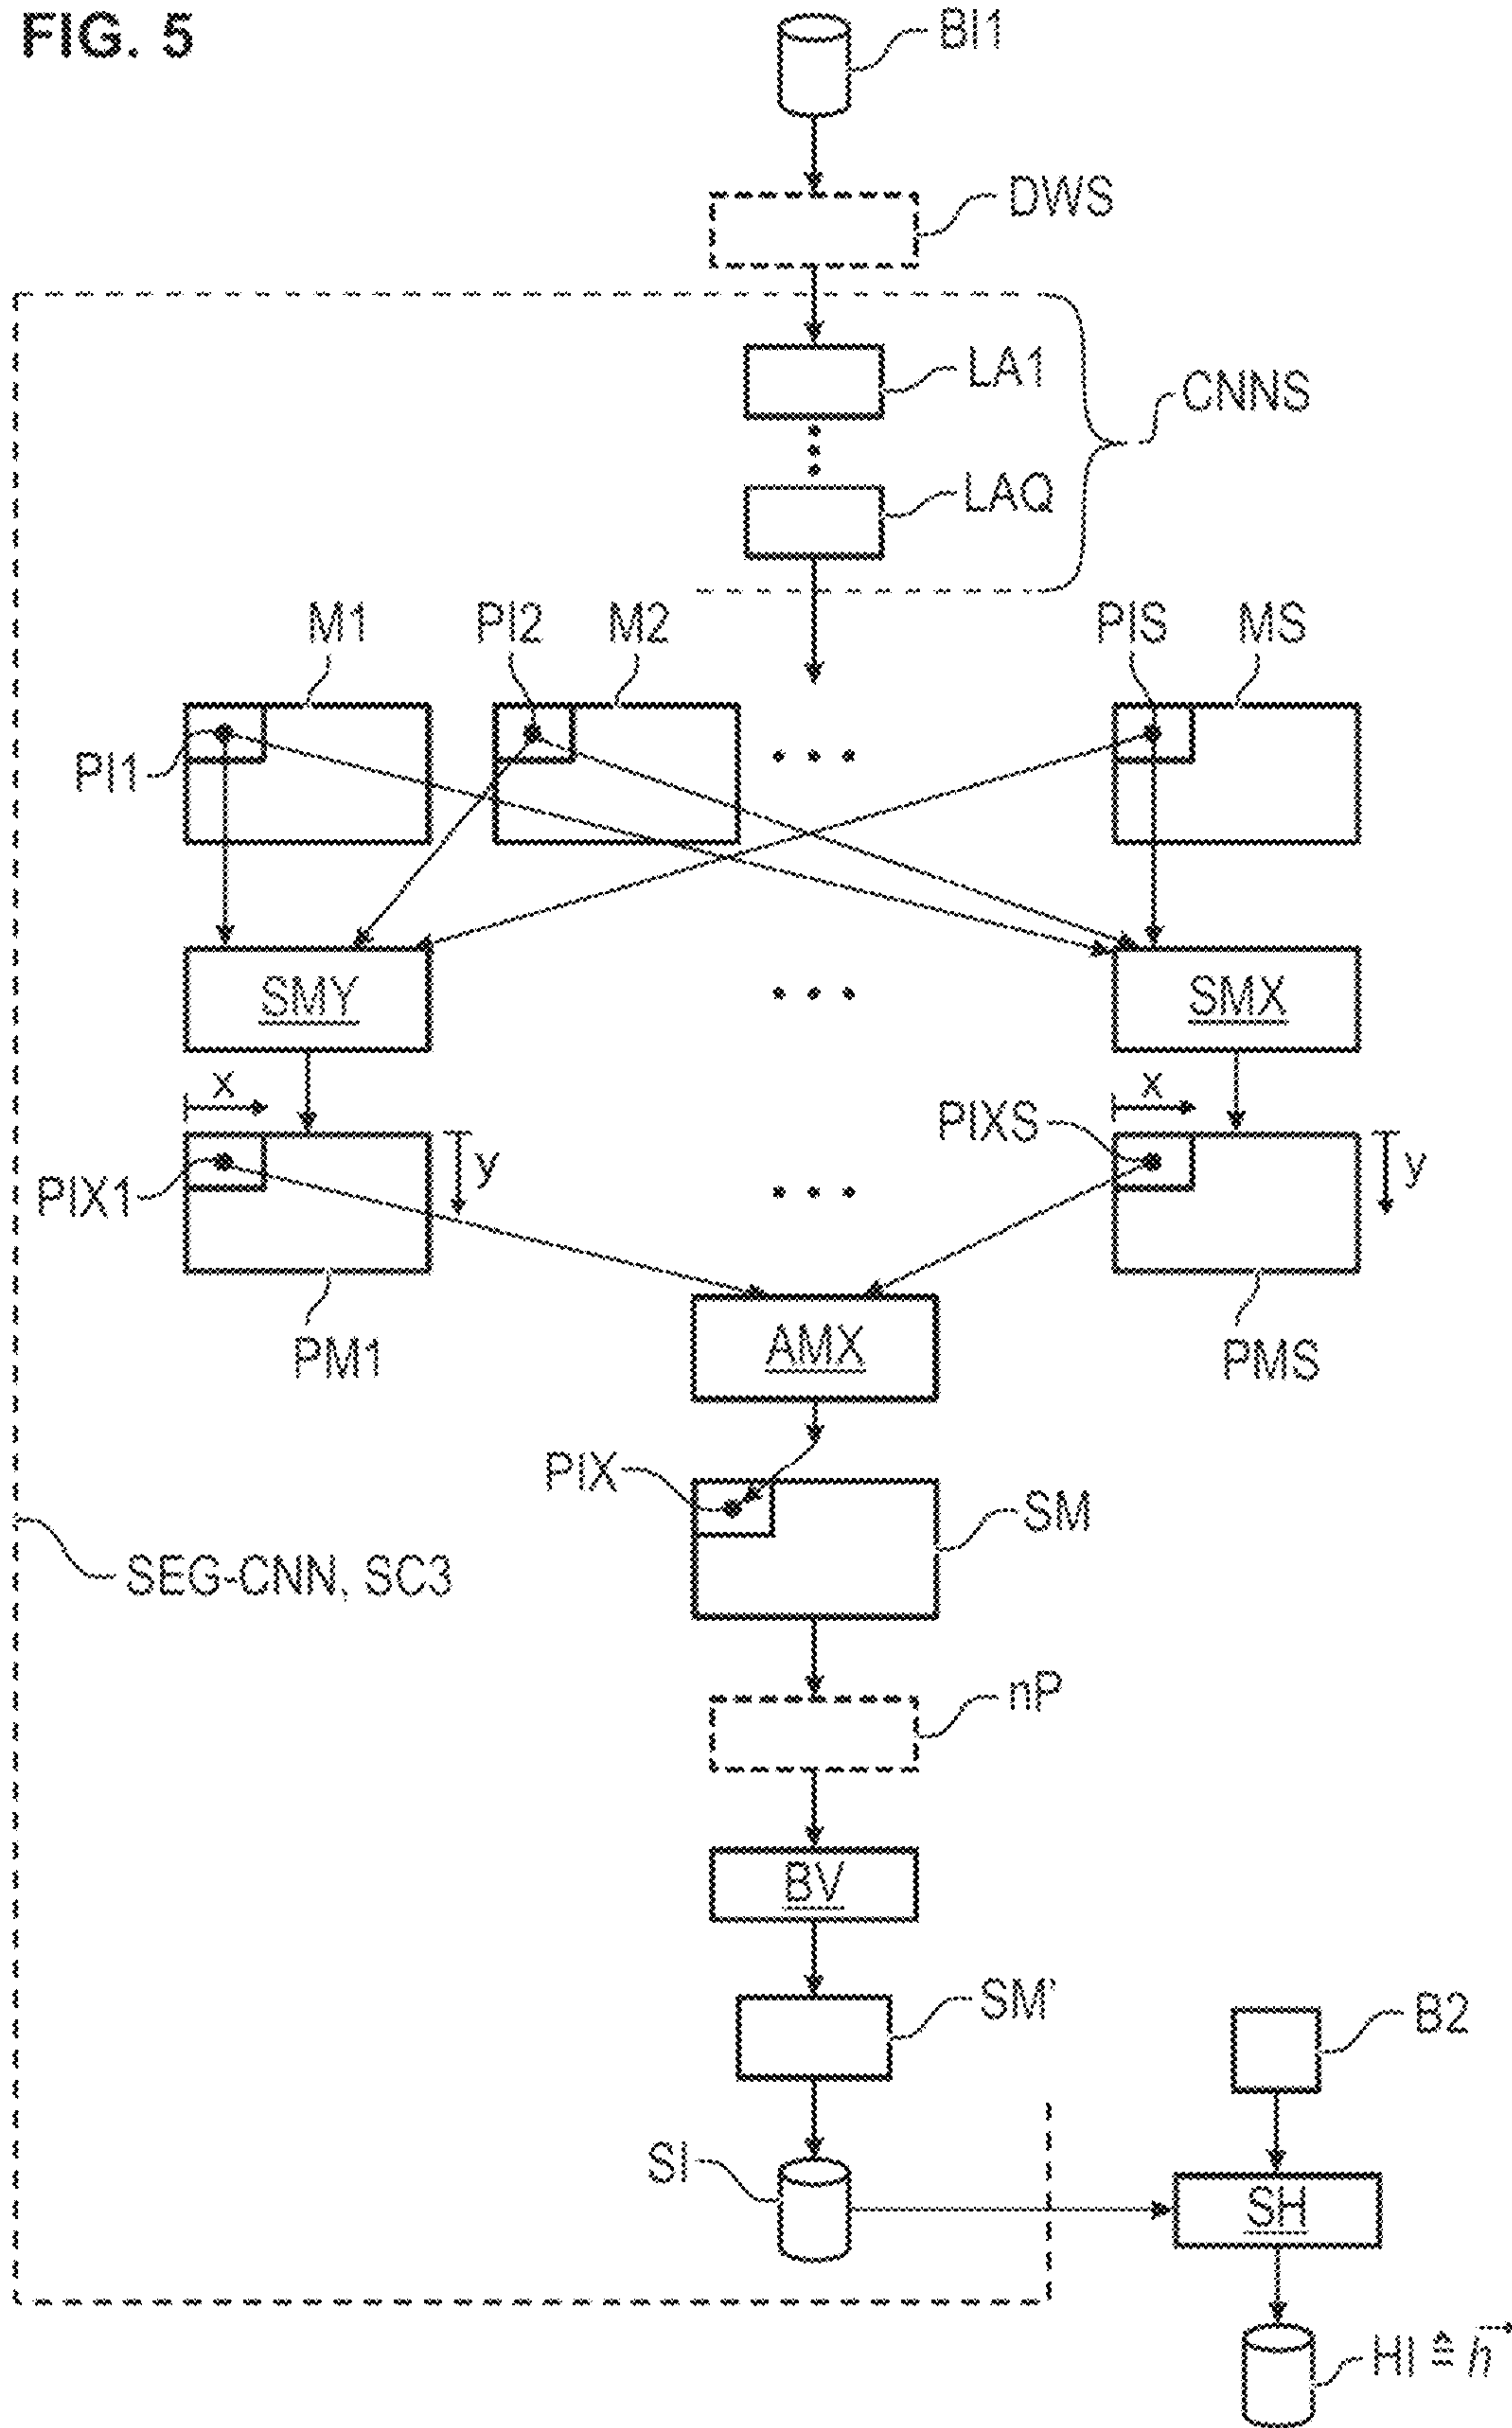 FIG. 5
BI1
DWS
LA1
CNNS
LAQ
M1
PI2
M2
PIS
MS
PI1
SMY
SMX
x
x
PIXS
y
y
PIX1
PM1
AMX
PMS
PIX
SM
SEG-CNN, SC3
nP
BV
SM'
B2
SI
SH
HI ≙ h⃗